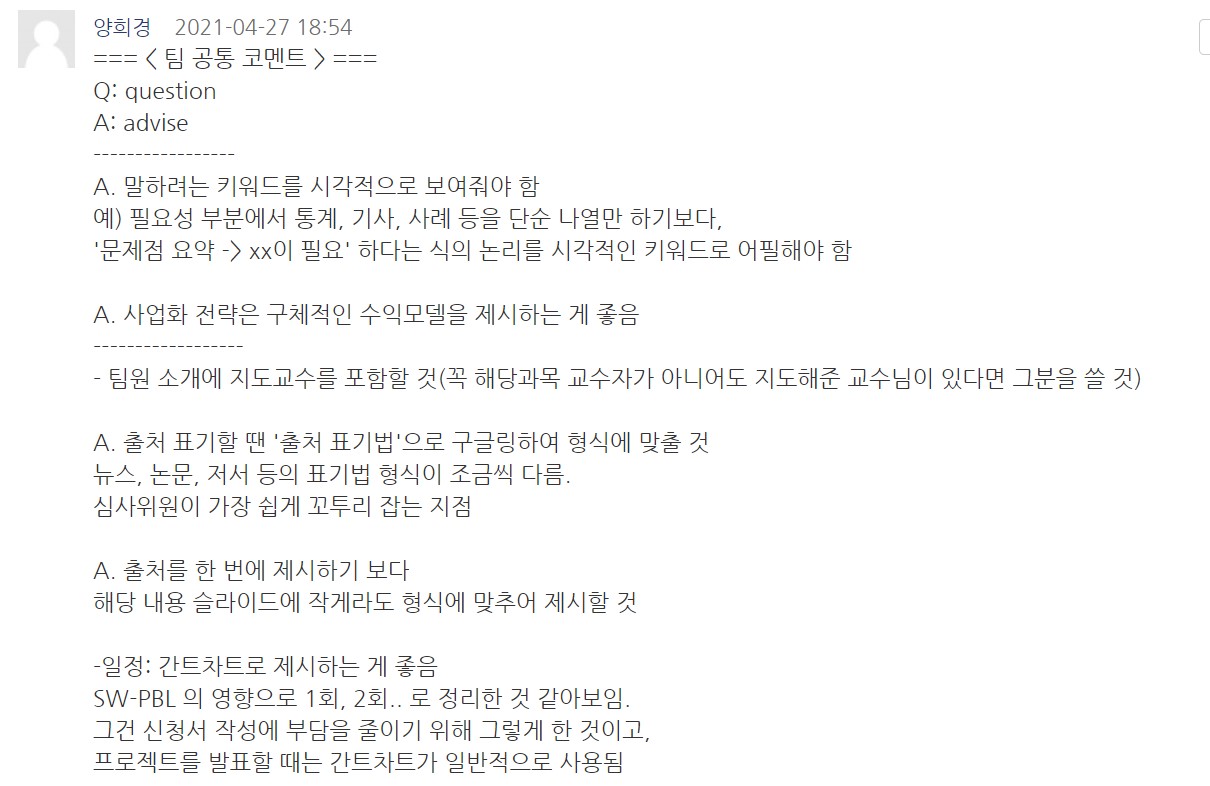 양희경 2021-04-27 18:54
=== < 팀 공통 코멘트 > ===
Q: question
A: advise
-----------------
A. 말하려는 키워드를 시각적으로 보여줘야 함
예) 필요성 부분에서 통계, 기사, 사례 등을 단순 나열만 하기보다,
'문제점 요약 -> xx이 필요' 하다는 식의 논리를 시각적인 키워드로 어필해야 함
A. 사업화 전략은 구체적인 수익모델을 제시하는 게 좋음
------------------
- 팀원 소개에 지도교수를 포함할 것(꼭 해당과목 교수자가 아니어도 지도해준 교수님이 있다면 그분을 쓸 것)
A. 출처 표기할 땐 '출처 표기법'으로 구글링하여 형식에 맞출 것
뉴스, 논문, 저서 등의 표기법 형식이 조금씩 다름.
심사위원이 가장 쉽게 꼬투리 잡는 지점
A. 출처를 한 번에 제시하기 보다
해당 내용 슬라이드에 작게라도 형식에 맞추어 제시할 것
-일정: 간트차트로 제시하는 게 좋음
SW-PBL 의 영향으로 1회, 2회.. 로 정리한 것 같아보임.
그건 신청서 작성에 부담을 줄이기 위해 그렇게 한 것이고,
프로젝트를 발표할 때는 간트차트가 일반적으로 사용됨